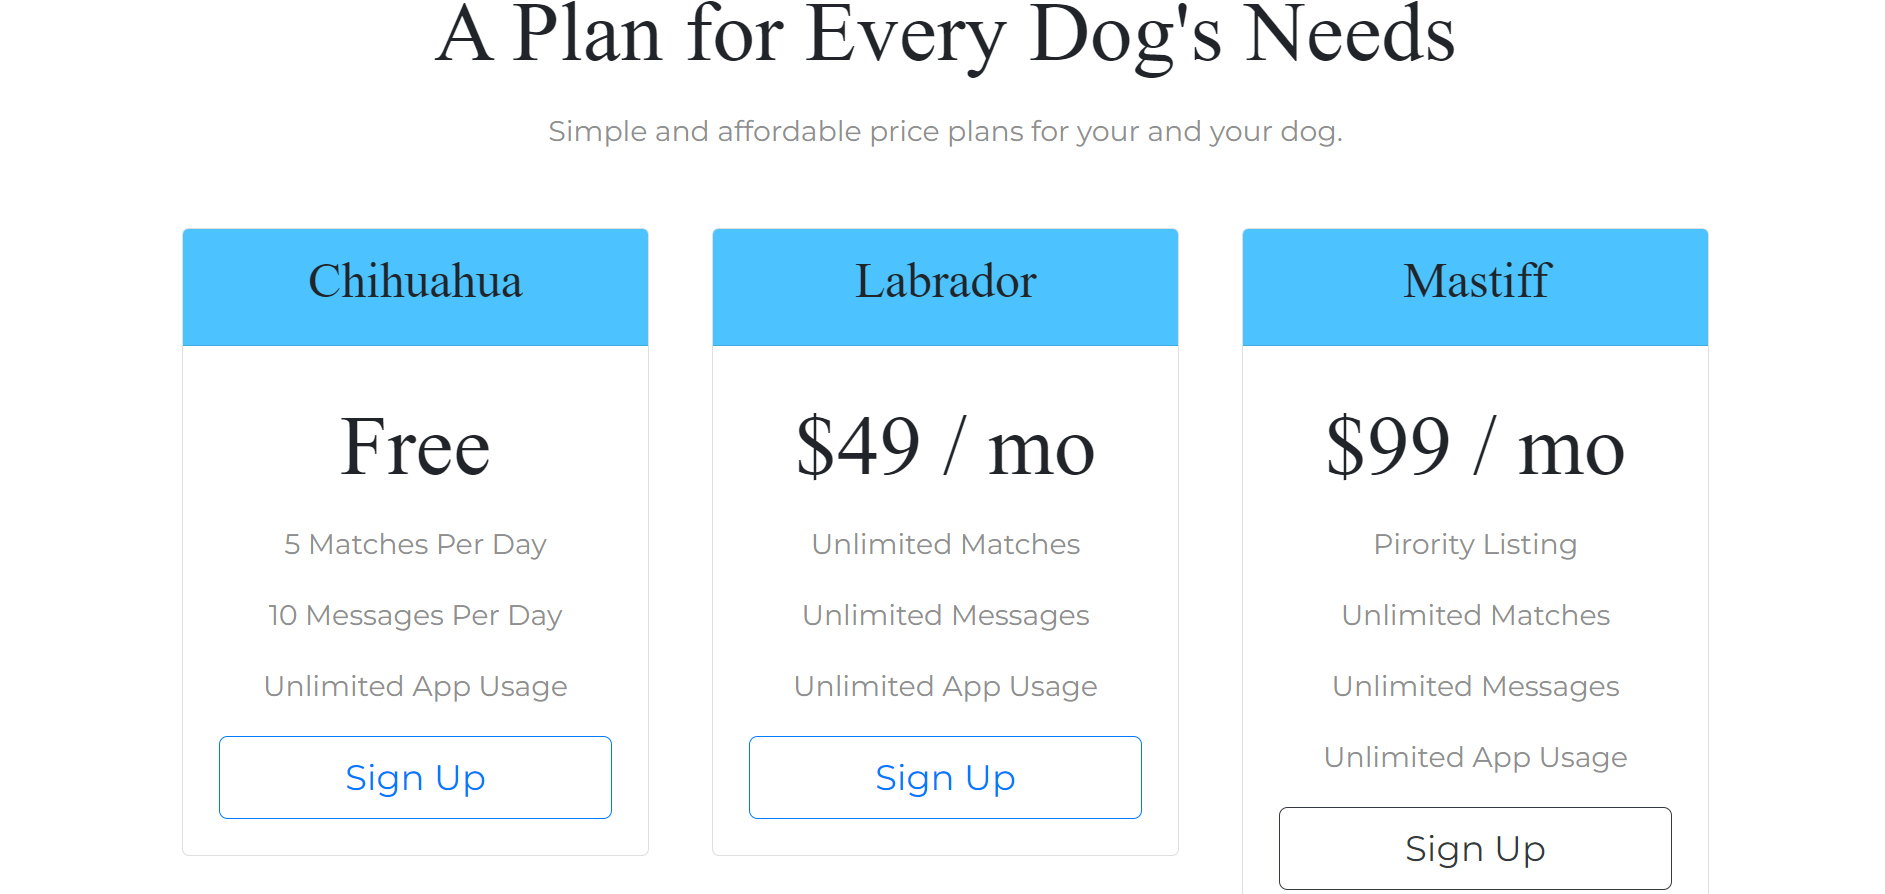 A Plan for Every Dog's Needs
Simple and affordable price plans for your and your dog.
Chihuahua
Free
5 Matches Per Day
10 Messages Per Day
Unlimited App Usage
Sign Up
Labrador
$49 / mo
Unlimited Matches
Unlimited Messages
Unlimited App Usage
Sign Up
Mastiff
$99 / mo
Pirority Listing
Unlimited Matches
Unlimited Messages
Unlimited App Usage
Sign Up